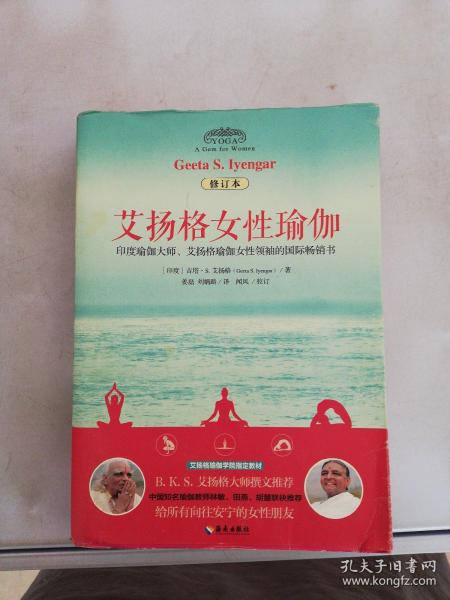 YOGA
A Gem for Women
Geeta S. Iyengar
修订本
艾扬格女性瑜伽
印度瑜伽大师、艾扬格瑜伽女性领袖的国际畅销书
［印度］吉塔·S. 艾扬格（Geeta S. Iyengar）／著
姜磊 刘娲路／译 闻风／校订
艾扬格瑜伽学院指定教材
B. K. S. 艾扬格大师撰文推荐
中国知名瑜伽教师林敏、田燕、胡慧联袂推荐
给所有向往安宁的女性朋友
海南出版社
孔夫子旧书网
www.kongfz.com